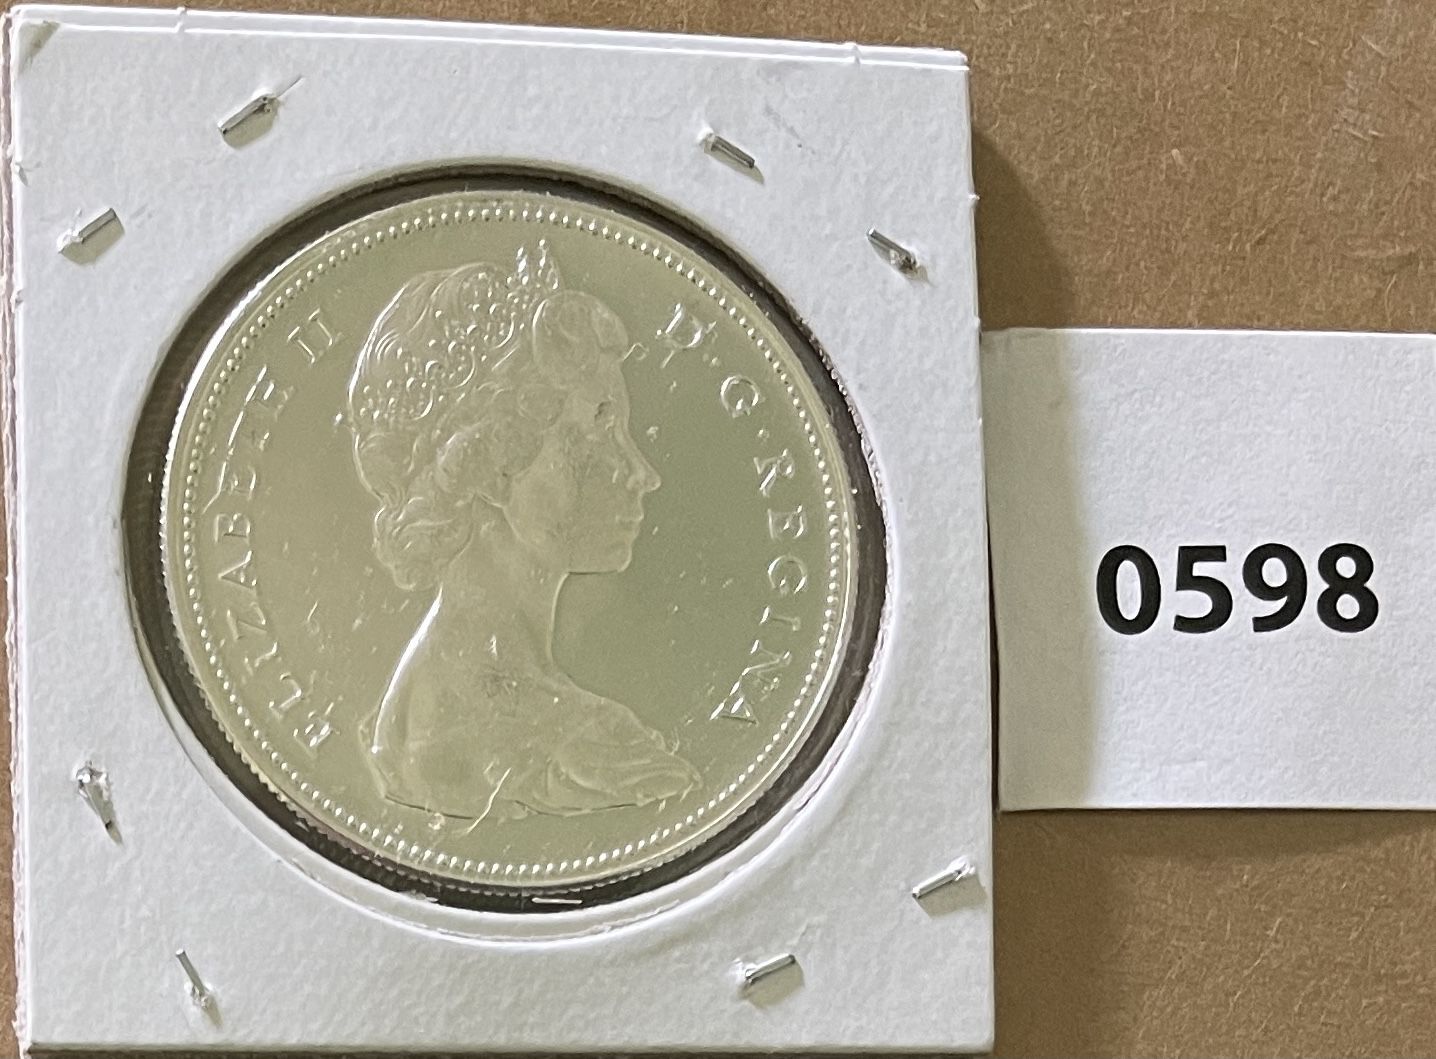 ELIZABETH II D·G·REGINA
0598